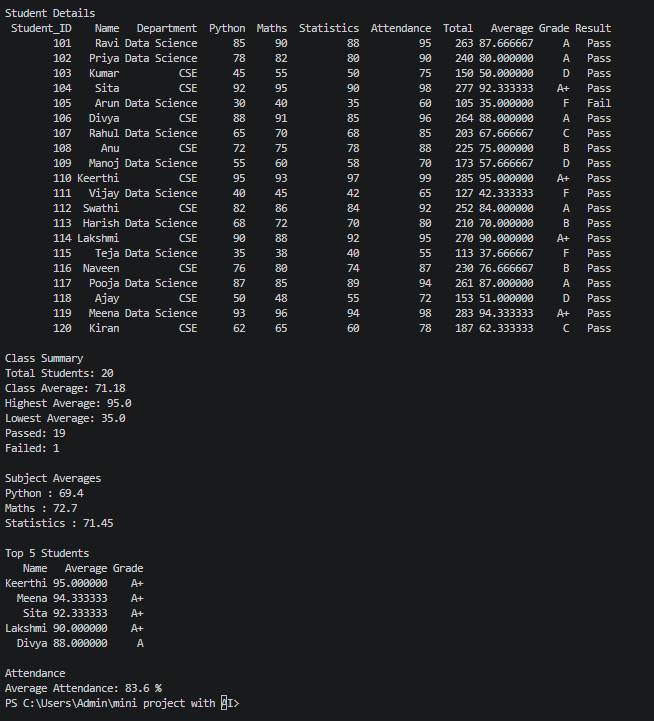 Student Details
Student_ID Name Department Python Maths Statistics Attendance Total Average Grade Result
101 Ravi Data Science 85 90 88 95 263 87.666667 A Pass
102 Priya Data Science 78 82 80 90 240 80.000000 A Pass
103 Kumar CSE 45 55 50 75 150 50.000000 D Pass
104 Sita CSE 92 95 90 98 277 92.333333 A+ Pass
105 Arun Data Science 30 40 35 60 105 35.000000 F Fail
106 Divya CSE 88 91 85 96 264 88.000000 A Pass
107 Rahul Data Science 65 70 68 85 203 67.666667 C Pass
108 Anu CSE 72 75 78 88 225 75.000000 B Pass
109 Manoj Data Science 55 60 58 70 173 57.666667 D Pass
110 Keerthi CSE 95 93 97 99 285 95.000000 A+ Pass
111 Vijay Data Science 40 45 42 65 127 42.333333 F Pass
112 Swathi CSE 82 86 84 92 252 84.000000 A Pass
113 Harish Data Science 68 72 70 80 210 70.000000 B Pass
114 Lakshmi CSE 90 88 92 95 270 90.000000 A+ Pass
115 Teja Data Science 35 38 40 55 113 37.666667 F Pass
116 Naveen CSE 76 80 74 87 230 76.666667 B Pass
117 Pooja Data Science 87 85 89 94 261 87.000000 A Pass
118 Ajay CSE 50 48 55 72 153 51.000000 D Pass
119 Meena Data Science 93 96 94 98 283 94.333333 A+ Pass
120 Kiran CSE 62 65 60 78 187 62.333333 C Pass
Class Summary
Total Students: 20
Class Average: 71.18
Highest Average: 95.0
Lowest Average: 35.0
Passed: 19
Failed: 1
Subject Averages
Python : 69.4
Maths : 72.7
Statistics : 71.45
Top 5 Students
Name Average Grade
Keerthi 95.000000 A+
Meena 94.333333 A+
Sita 92.333333 A+
Lakshmi 90.000000 A+
Divya 88.000000 A
Attendance
Average Attendance: 83.6 %
PS C:\Users\Admin\mini project with AI>